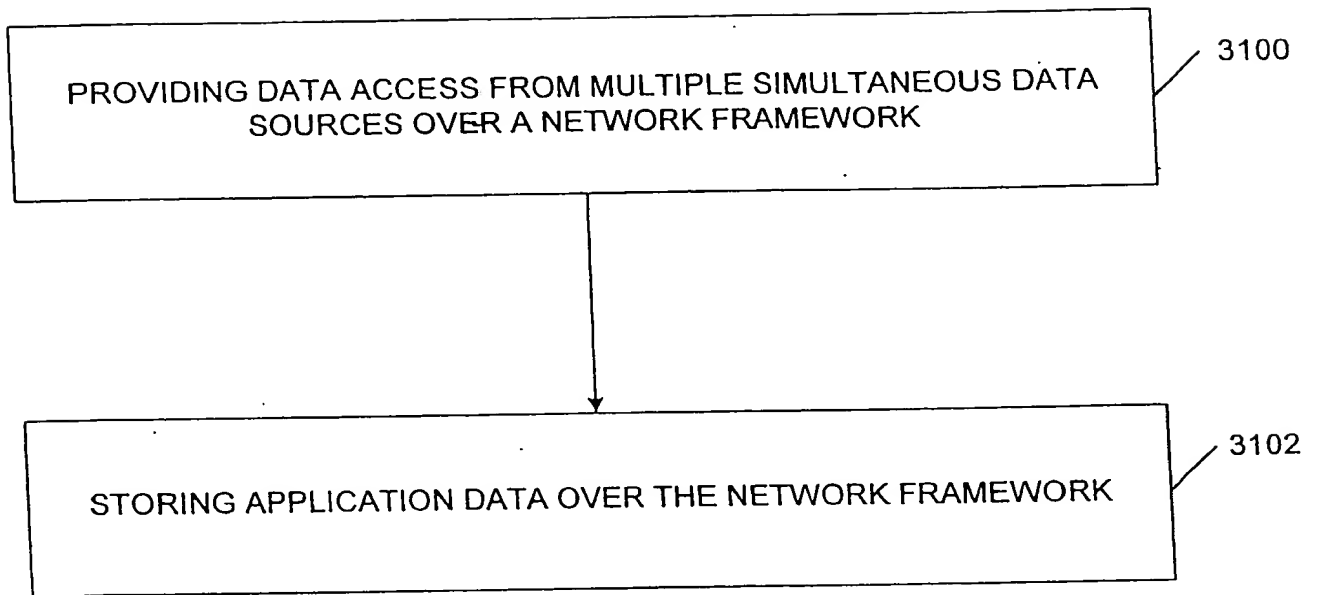 3100
PROVIDING DATA ACCESS FROM MULTIPLE SIMULTANEOUS DATA
SOURCES OVER A NETWORK FRAMEWORK
3102
STORING APPLICATION DATA OVER THE NETWORK FRAMEWORK